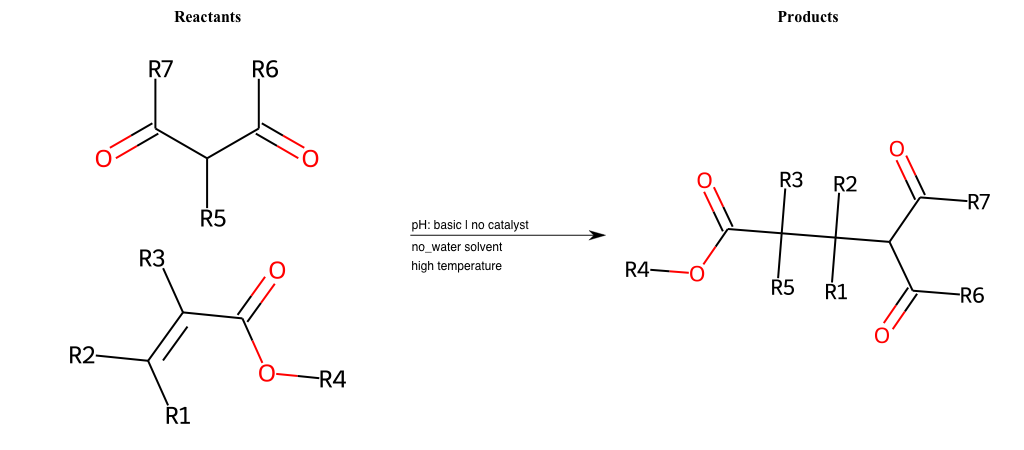 Reactants
Products
R7
R6
O
O
R5
R3
O
R2
O
R4
R1
pH: basic | no catalyst
no_water solvent
high temperature
O
O
R3
R2
R7
R4
O
R5
R1
R6
O